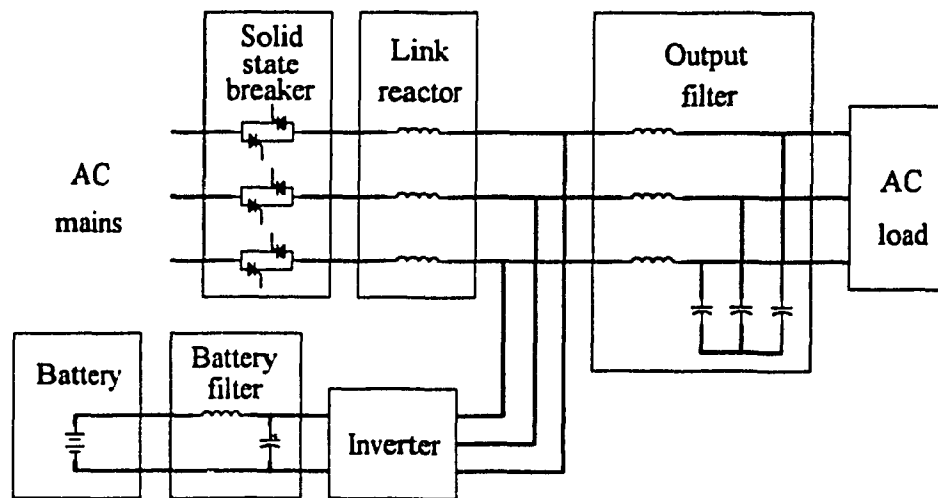 Solid
state
breaker
Link
reactor
Output
filter
AC
mains
AC
load
Battery
Battery
filter
Inverter